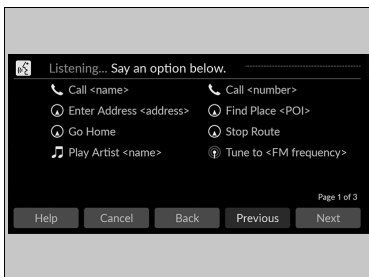 Listening... Say an option below.
Call <name> Call <number>
Enter Address <address> Find Place <POI>
Go Home Stop Route
Play Artist <name> Tune to <FM frequency>
Page 1 of 3
Help Cancel Back Previous Next